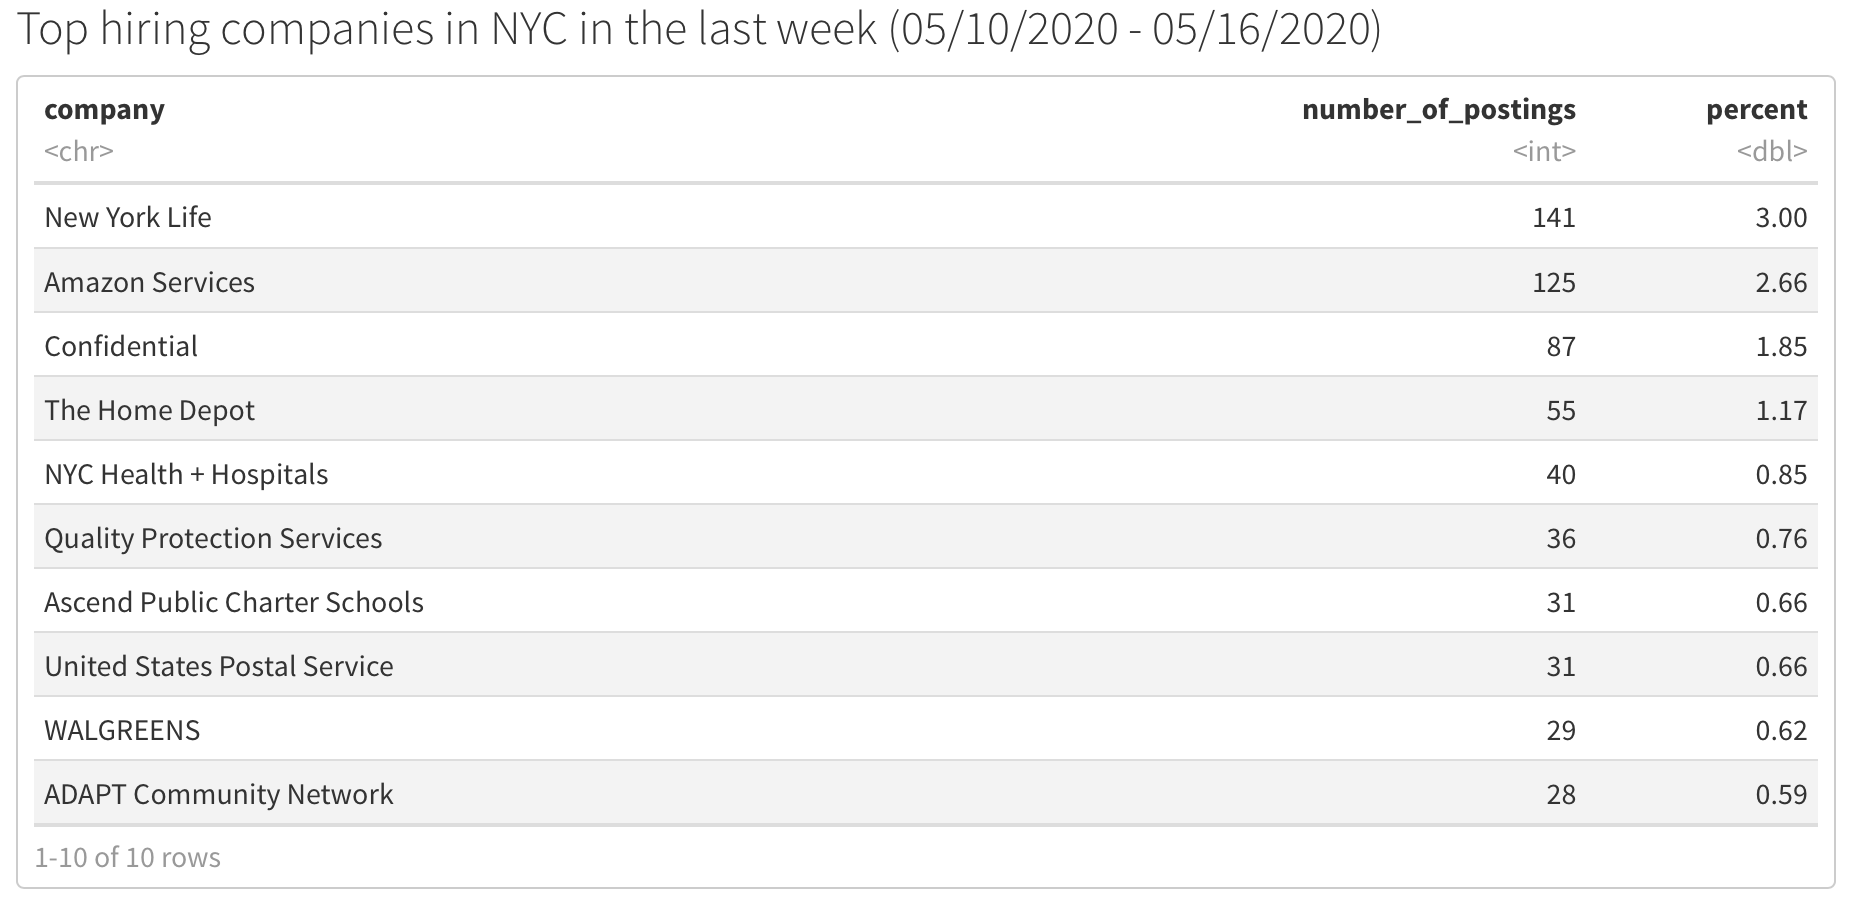 Top hiring companies in NYC in the last week (05/10/2020 - 05/16/2020)
company number_of_postings percent
<chr> <int> <dbl>
New York Life 141 3.00
Amazon Services 125 2.66
Confidential 87 1.85
The Home Depot 55 1.17
NYC Health + Hospitals 40 0.85
Quality Protection Services 36 0.76
Ascend Public Charter Schools 31 0.66
United States Postal Service 31 0.66
WALGREENS 29 0.62
ADAPT Community Network 28 0.59
1-10 of 10 rows